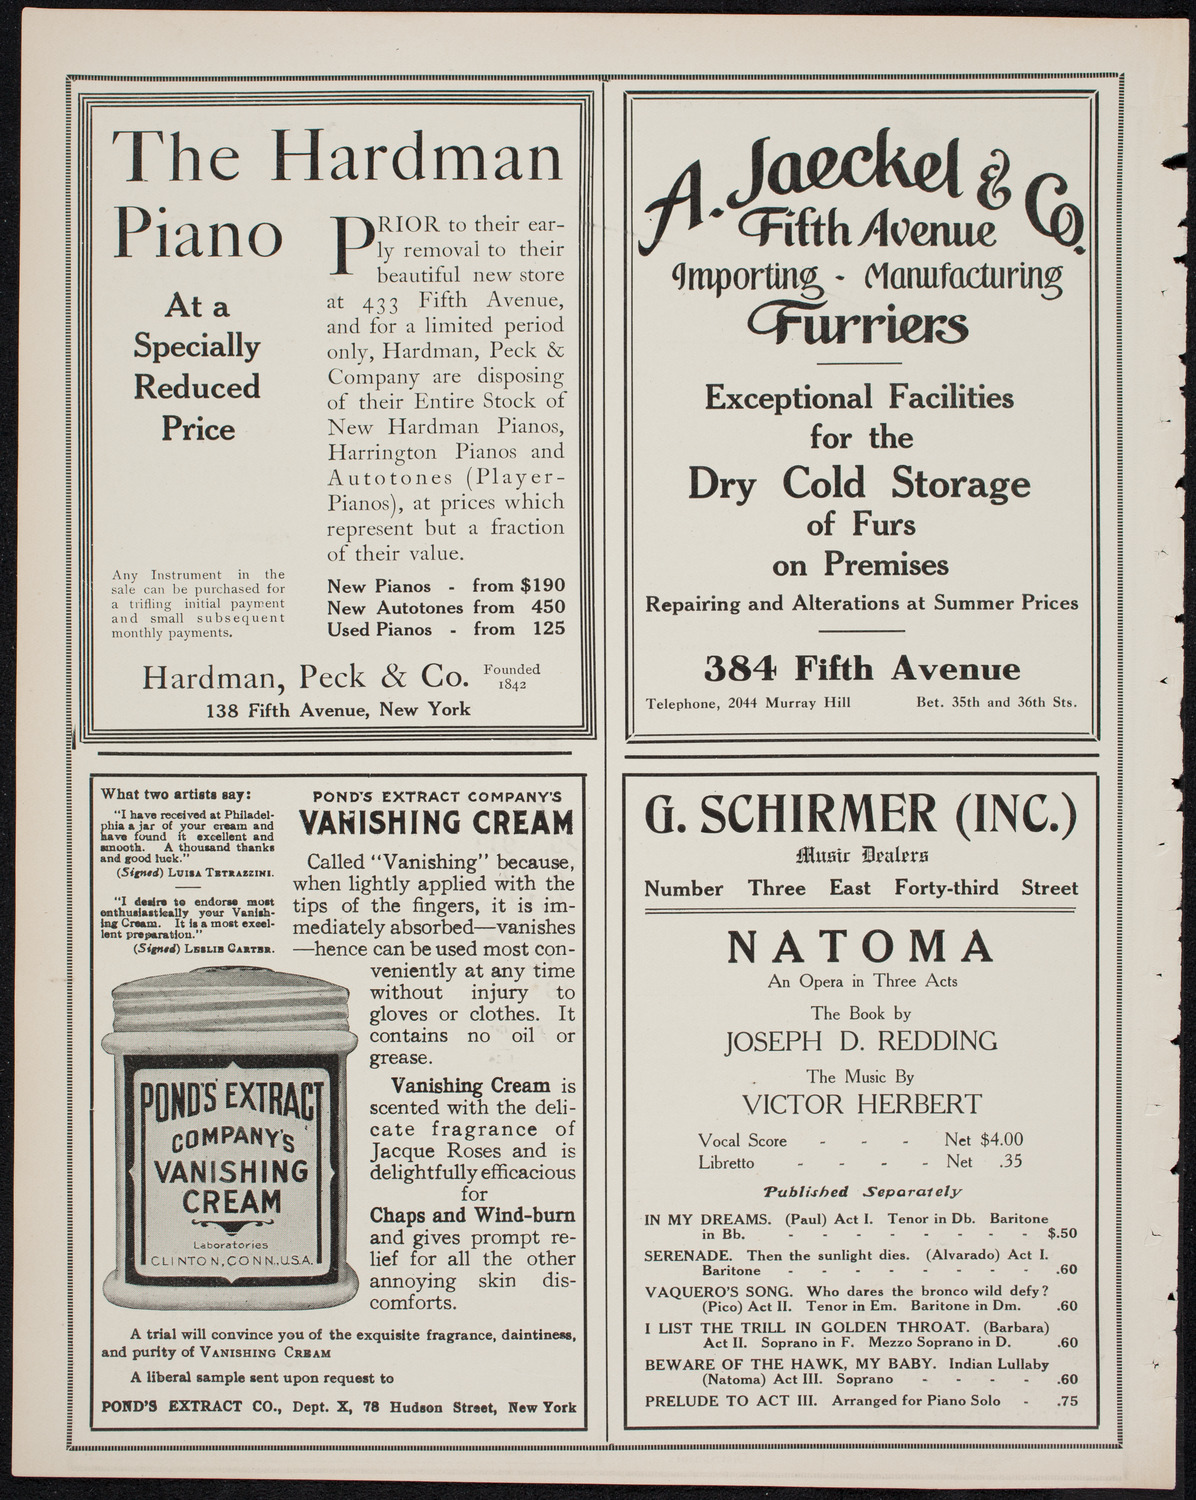 The Hardman
Piano
At a
Specially
Reduced
Price
PRIOR to their ear-
ly removal to their
beautiful new store
at 433 Fifth Avenue,
and for a limited period
only, Hardman, Peck &
Company are disposing
of their Entire Stock of
New Hardman Pianos,
Harrington Pianos and
Autotones (Player-
Pianos), at prices which
represent but a fraction
of their value.
Any Instrument in the
sale can be purchased for
a trifling initial payment
and small subsequent
monthly payments.
New Pianos - from $190
New Autotones from 450
Used Pianos - from 125
Hardman, Peck & Co. Founded
1842
138 Fifth Avenue, New York
A. Jaeckel & Co.
Fifth Avenue
Importing - Manufacturing
Furriers
Exceptional Facilities
for the
Dry Cold Storage
of Furs
on Premises
Repairing and Alterations at Summer Prices
384 Fifth Avenue
Telephone, 2044 Murray Hill Bet. 35th and 36th Sts.
What two artists say:
"I have received at Philadel-
phia a jar of your cream and
have found it excellent and
smooth. A thousand thanks
and good luck."
(Signed) LUISA TETRAZZINI.
"I desire to endorse most
enthusiastically your Vanish-
ing Cream. It is a most excel-
lent preparation."
(Signed) LESLIE CARTER.
POND'S EXTRACT COMPANY'S
VANISHING CREAM
Called "Vanishing" because,
when lightly applied with the
tips of the fingers, it is im-
mediately absorbed—vanishes
—hence can be used most con-
veniently at any time
without injury to
gloves or clothes. It
contains no oil or
grease.
Vanishing Cream is
scented with the deli-
cate fragrance of
Jacque Roses and is
delightfully efficacious
for
Chaps and Wind-burn
and gives prompt re-
lief for all the other
annoying skin dis-
comforts.
POND'S EXTRACT
COMPANY'S
VANISHING
CREAM
Laboratories
CLINTON, CONN., U.S.A.
A trial will convince you of the exquisite fragrance, daintiness,
and purity of VANISHING CREAM
A liberal sample sent upon request to
POND'S EXTRACT CO., Dept. X, 78 Hudson Street, New York
G. SCHIRMER (INC.)
Music Dealers
Number Three East Forty-third Street
NATOMA
An Opera in Three Acts
The Book by
JOSEPH D. REDDING
The Music By
VICTOR HERBERT
Vocal Score - - - Net $4.00
Libretto - - - - Net .35
Published Separately
IN MY DREAMS. (Paul) Act I. Tenor in Db. Baritone
in Bb. - - - - - - - - - $.50
SERENADE. Then the sunlight dies. (Alvarado) Act I.
Baritone - - - - - - - - .60
VAQUERO'S SONG. Who dares the bronco wild defy?
(Pico) Act II. Tenor in Em. Baritone in Dm. .60
I LIST THE TRILL IN GOLDEN THROAT. (Barbara)
Act II. Soprano in F. Mezzo Soprano in D. .60
BEWARE OF THE HAWK, MY BABY. Indian Lullaby
(Natoma) Act III. Soprano - - - - .60
PRELUDE TO ACT III. Arranged for Piano Solo - .75